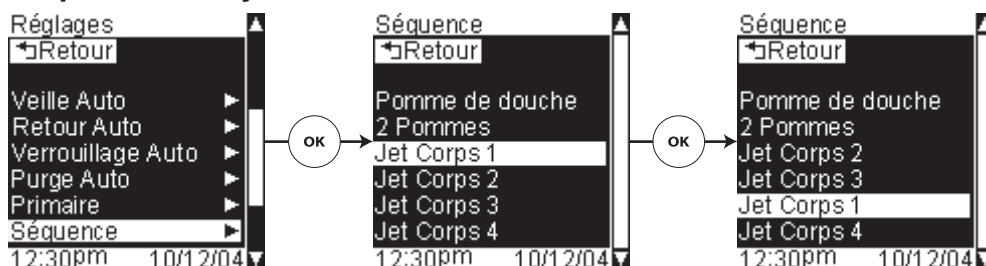 Réglages
Retour
Veille Auto
Retour Auto
Verrouillage Auto
Purge Auto
Primaire
Séquence
12:30pm 10/12/04
OK
Séquence
Retour
Pomme de douche
2 Pommes
Jet Corps 1
Jet Corps 2
Jet Corps 3
Jet Corps 4
12:30pm 10/12/04
OK
Séquence
Retour
Pomme de douche
2 Pommes
Jet Corps 2
Jet Corps 3
Jet Corps 1
Jet Corps 4
12:30pm 10/12/04